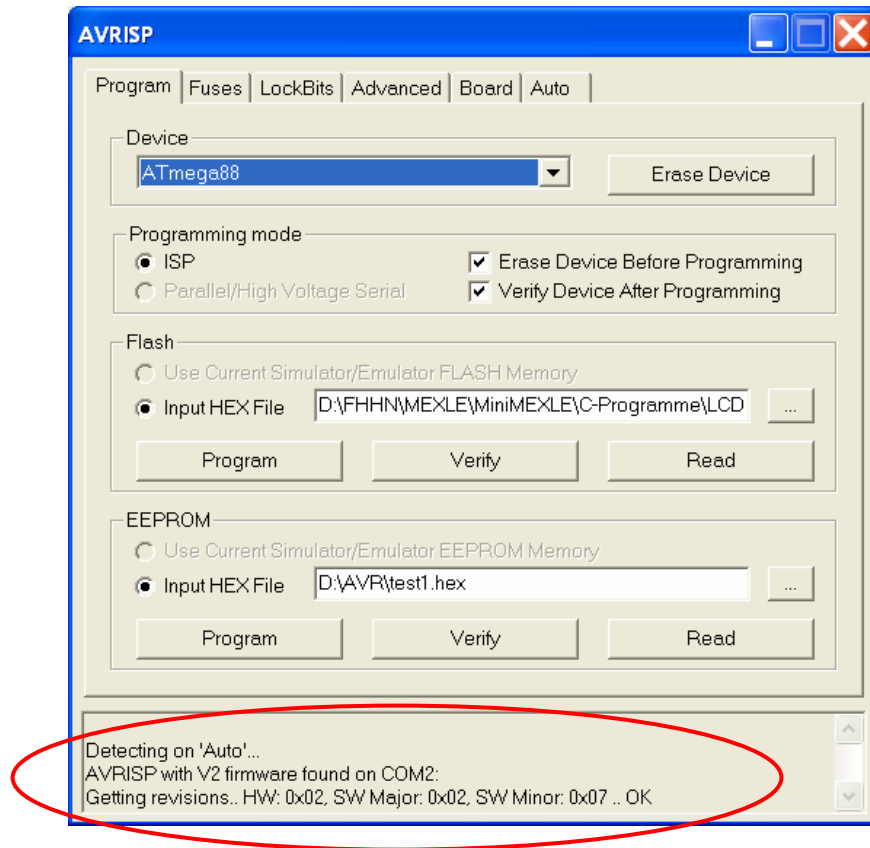 AVRISP
Program Fuses LockBits Advanced Board Auto
Device
ATmega88 Erase Device
Programming mode
ISP Erase Device Before Programming
Parallel/High Voltage Serial Verify Device After Programming
Flash
Use Current Simulator/Emulator FLASH Memory
Input HEX File D:\FHHN\MEXLE\MiniMEXLE\C-Programme\LCD ...
Program Verify Read
EEPROM
Use Current Simulator/Emulator EEPROM Memory
Input HEX File D:\AVR\test1.hex ...
Program Verify Read
Detecting on 'Auto'...
AVRISP with V2 firmware found on COM2:
Getting revisions.. HW: 0x02, SW Major: 0x02, SW Minor: 0x07 .. OK